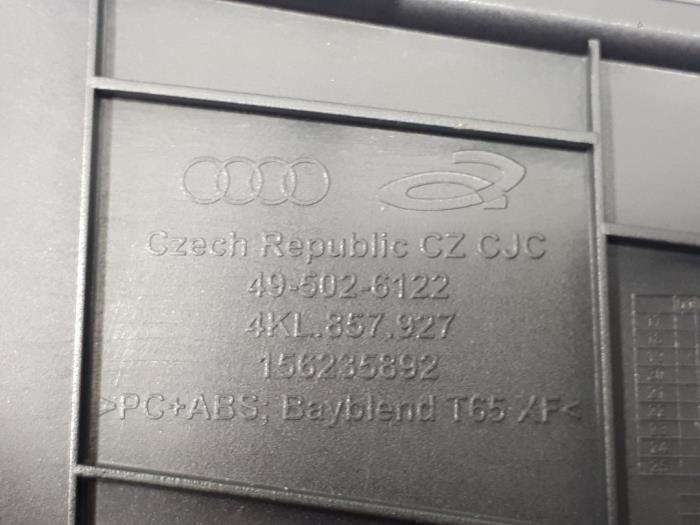 Czech Republic CZ CJC
49-502-6122
4KL.857.927
156235892
>PC+ABS; Bayblend T65 XF<